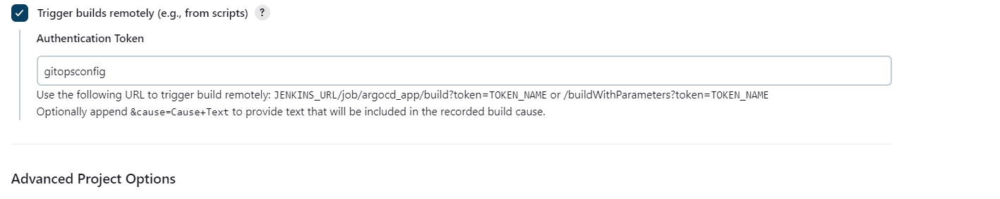 Trigger builds remotely (e.g., from scripts) ?
Authentication Token
gitopsconfig
Use the following URL to trigger build remotely: JENKINS_URL/job/argocd_app/build?token=TOKEN_NAME or /buildWithParameters?token=TOKEN_NAME
Optionally append &cause=Cause+Text to provide text that will be included in the recorded build cause.
Advanced Project Options